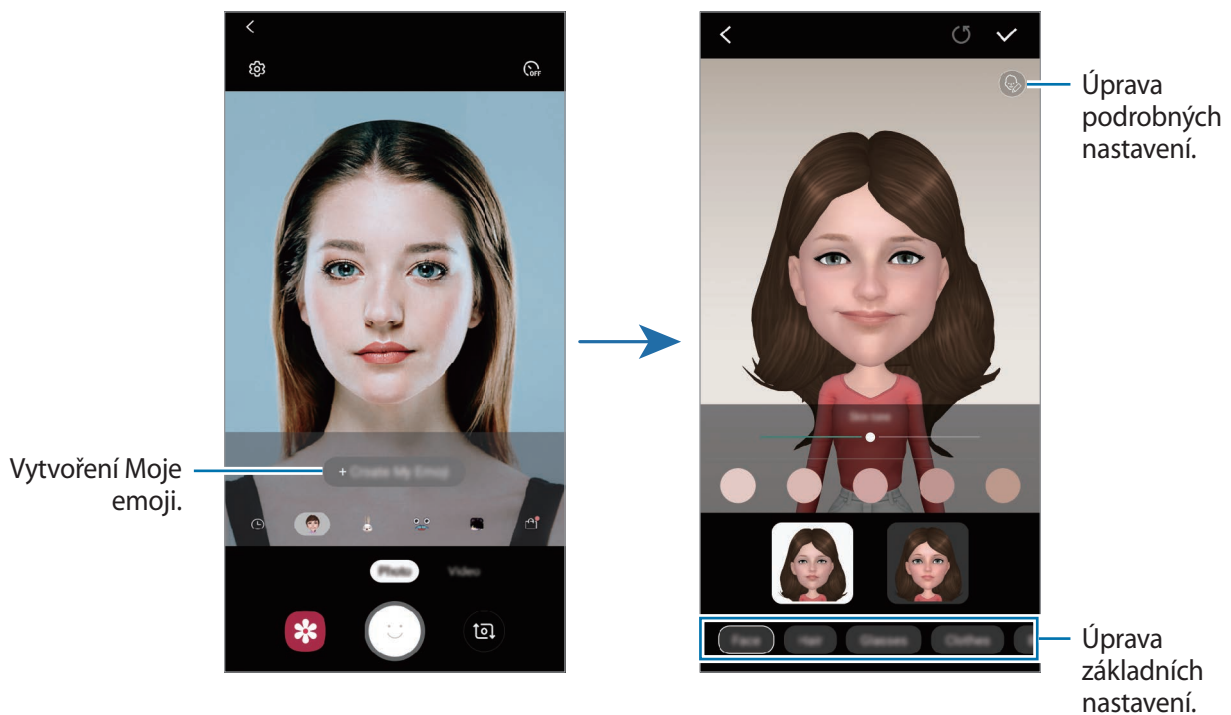 OFF
Úprava
podrobných
nastavení.
Skin tone
Vytvoření Moje
emoji.
+ Create My Emoji
Photo Video
Face Hair Glasses Clothes
Úprava
základních
nastavení.